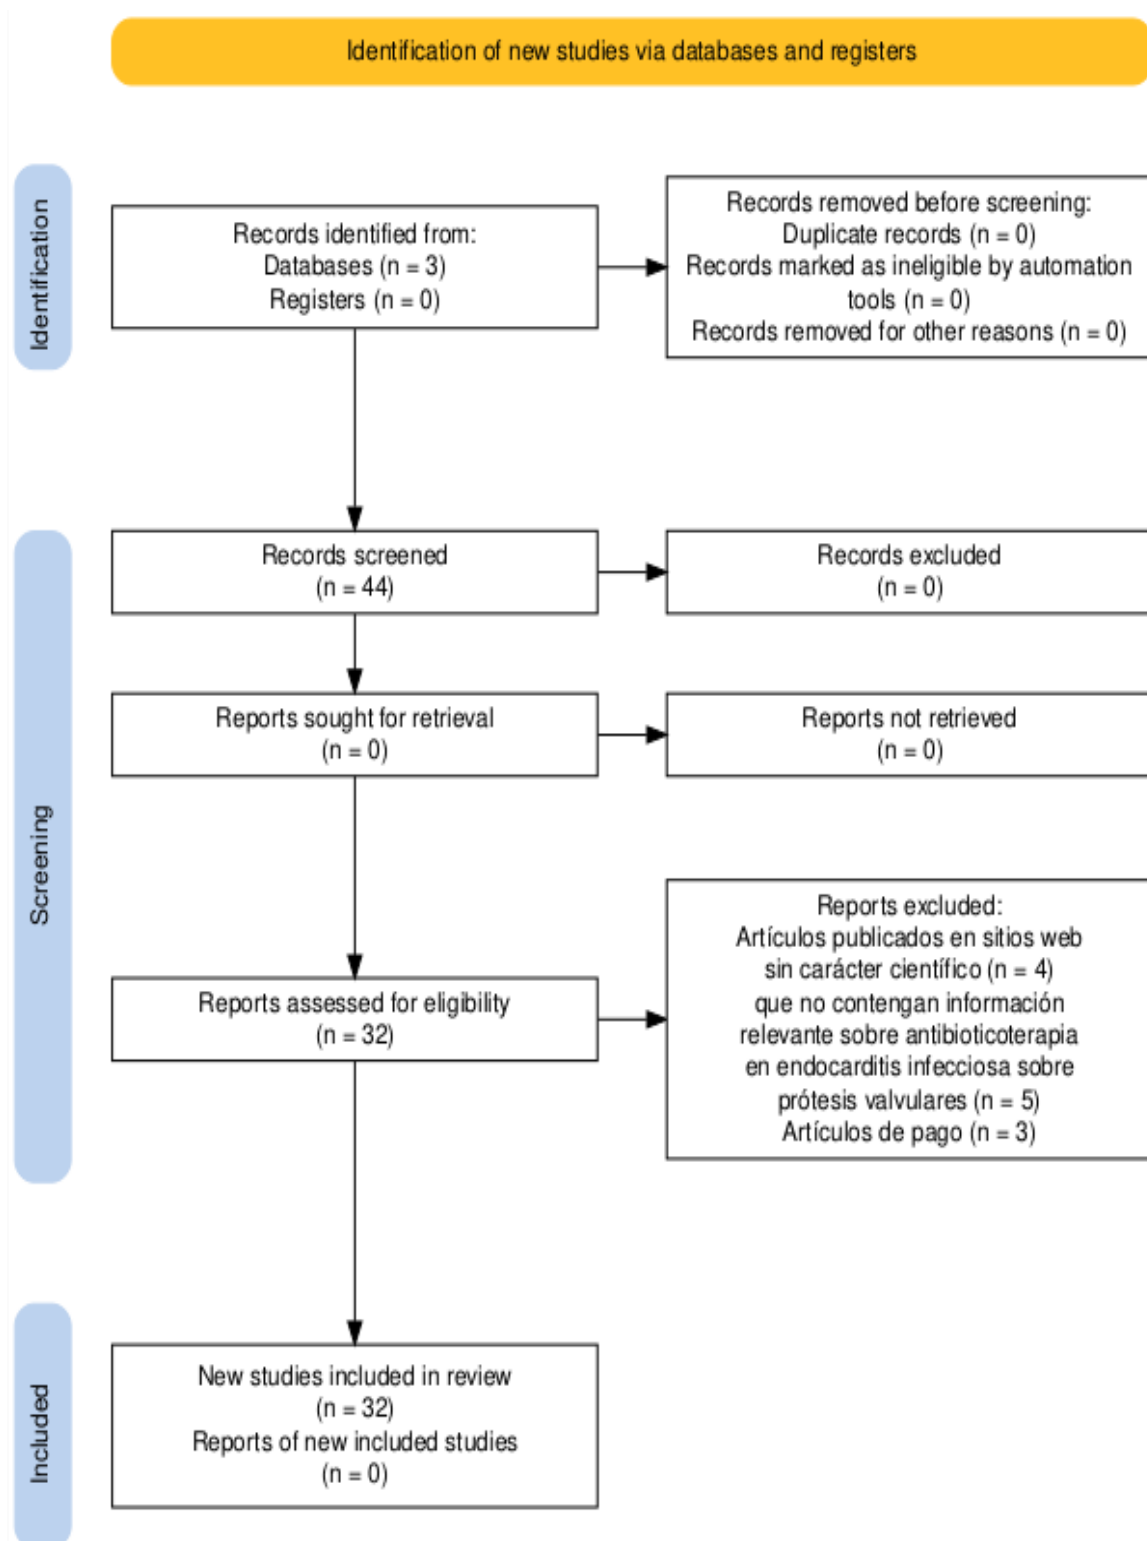 Identification of new studies via databases and registers
Identification
Records identified from:
Databases (n = 3)
Registers (n = 0)
Records removed before screening:
Duplicate records (n = 0)
Records marked as ineligible by automation
tools (n = 0)
Records removed for other reasons (n = 0)
Screening
Records screened
(n = 44)
Records excluded
(n = 0)
Reports sought for retrieval
(n = 0)
Reports not retrieved
(n = 0)
Reports assessed for eligibility
(n = 32)
Reports excluded:
Artículos publicados en sitios web
sin carácter científico (n = 4)
que no contengan información
relevante sobre antibioticoterapia
en endocarditis infecciosa sobre
prótesis valvulares (n = 5)
Artículos de pago (n = 3)
Included
New studies included in review
(n = 32)
Reports of new included studies
(n = 0)